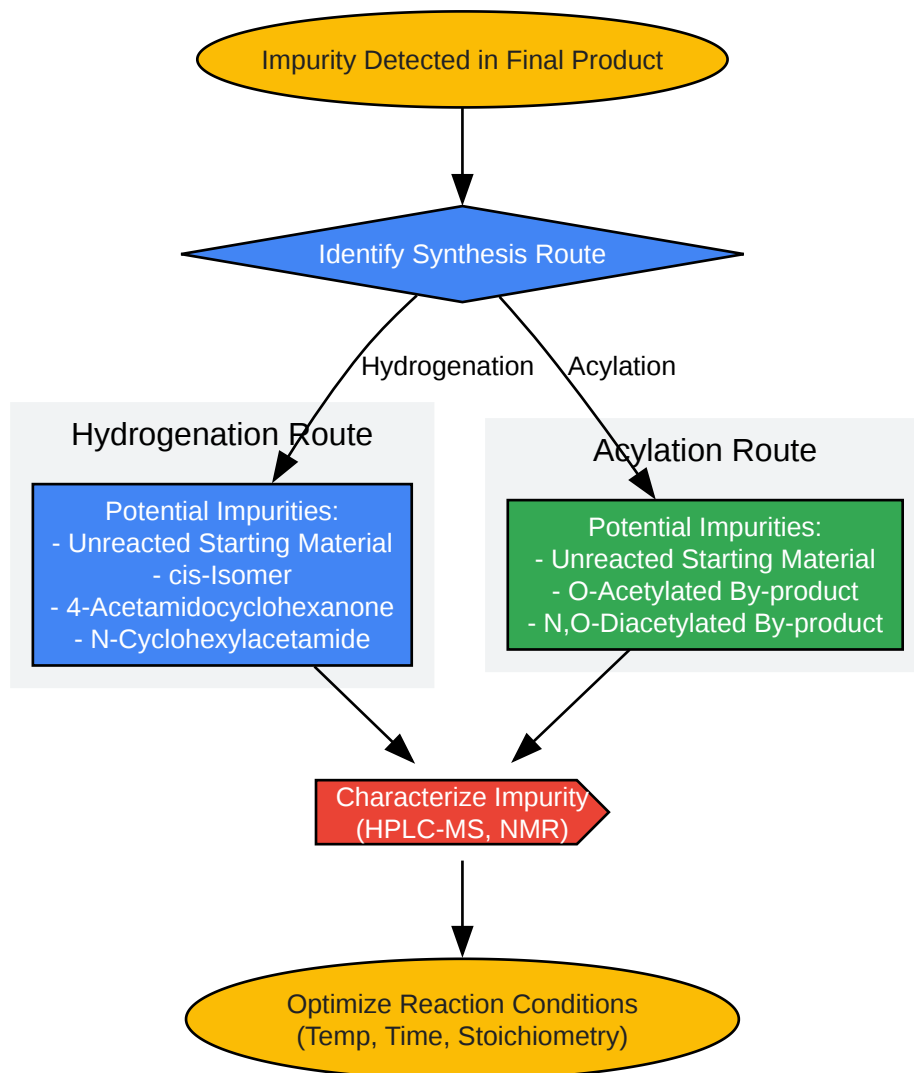 Impurity Detected in Final Product
Identify Synthesis Route
Hydrogenation
Acylation
Hydrogenation Route
Potential Impurities:
- Unreacted Starting Material
- cis-Isomer
- 4-Acetamidocyclohexanone
- N-Cyclohexylacetamide
Acylation Route
Potential Impurities:
- Unreacted Starting Material
- O-Acetylated By-product
- N,O-Diacetylated By-product
Characterize Impurity
(HPLC-MS, NMR)
Optimize Reaction Conditions
(Temp, Time, Stoichiometry)